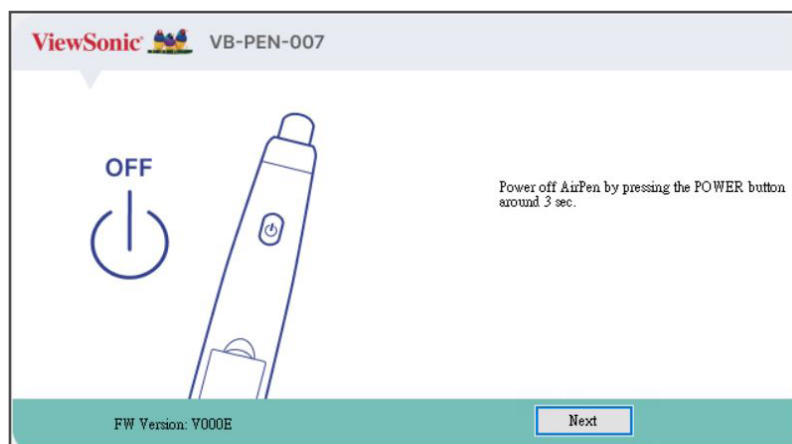 ViewSonic VB-PEN-007
OFF
Power off AirPen by pressing the POWER button
around 3 sec.
FW Version: V000E
Next